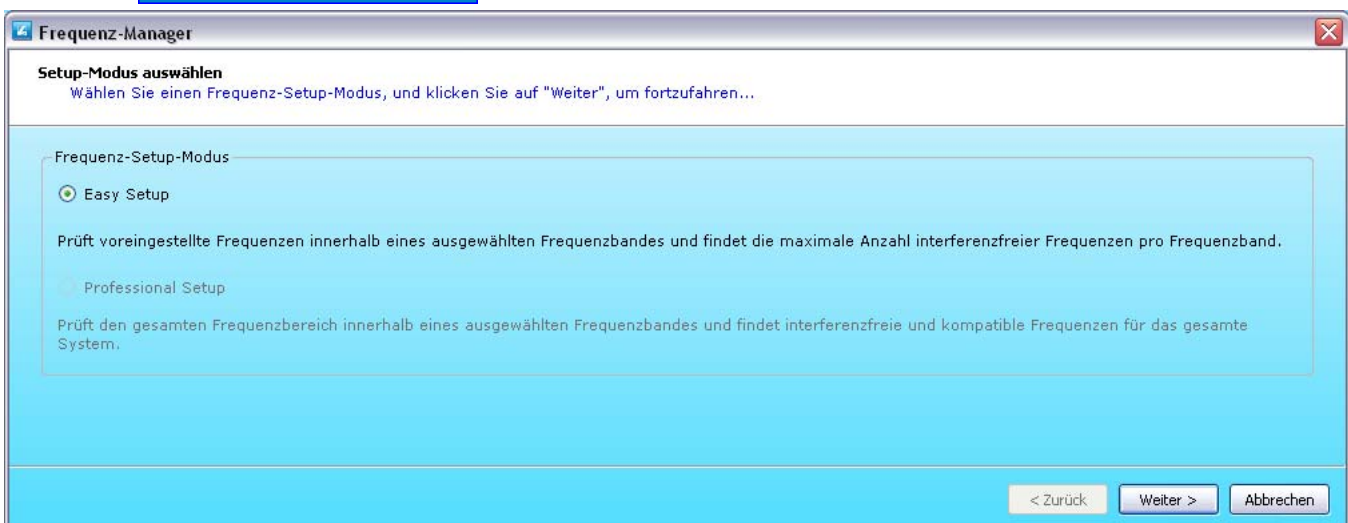 Frequenz-Manager
Setup-Modus auswählen
Wählen Sie einen Frequenz-Setup-Modus, und klicken Sie auf "Weiter", um fortzufahren...
Frequenz-Setup-Modus
Easy Setup
Prüft voreingestellte Frequenzen innerhalb eines ausgewählten Frequenzbandes und findet die maximale Anzahl interferenzfreier Frequenzen pro Frequenzband.
Professional Setup
Prüft den gesamten Frequenzbereich innerhalb eines ausgewählten Frequenzbandes und findet interferenzfreie und kompatible Frequenzen für das gesamte
System.
< Zurück Weiter > Abbrechen